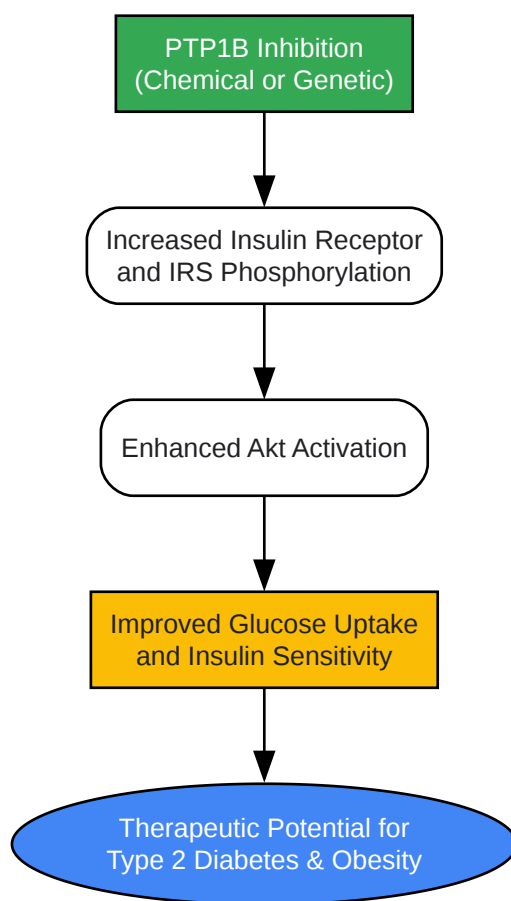 PTP1B Inhibition
(Chemical or Genetic)
Increased Insulin Receptor
and IRS Phosphorylation
Enhanced Akt Activation
Improved Glucose Uptake
and Insulin Sensitivity
Therapeutic Potential for
Type 2 Diabetes & Obesity